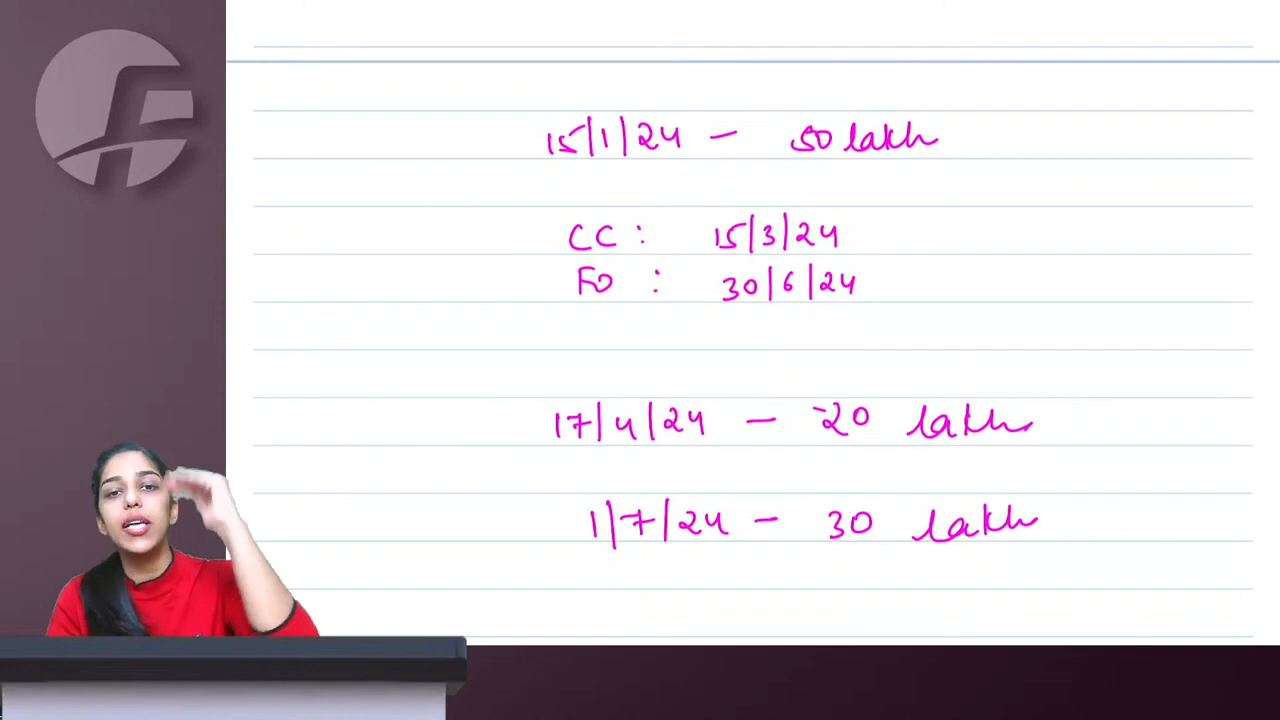 15/1/24 - 50 lakh
CC : 15/3/24
FO : 30/6/24
17/4/24 - 20 lakh
1/7/24 - 30 lakh